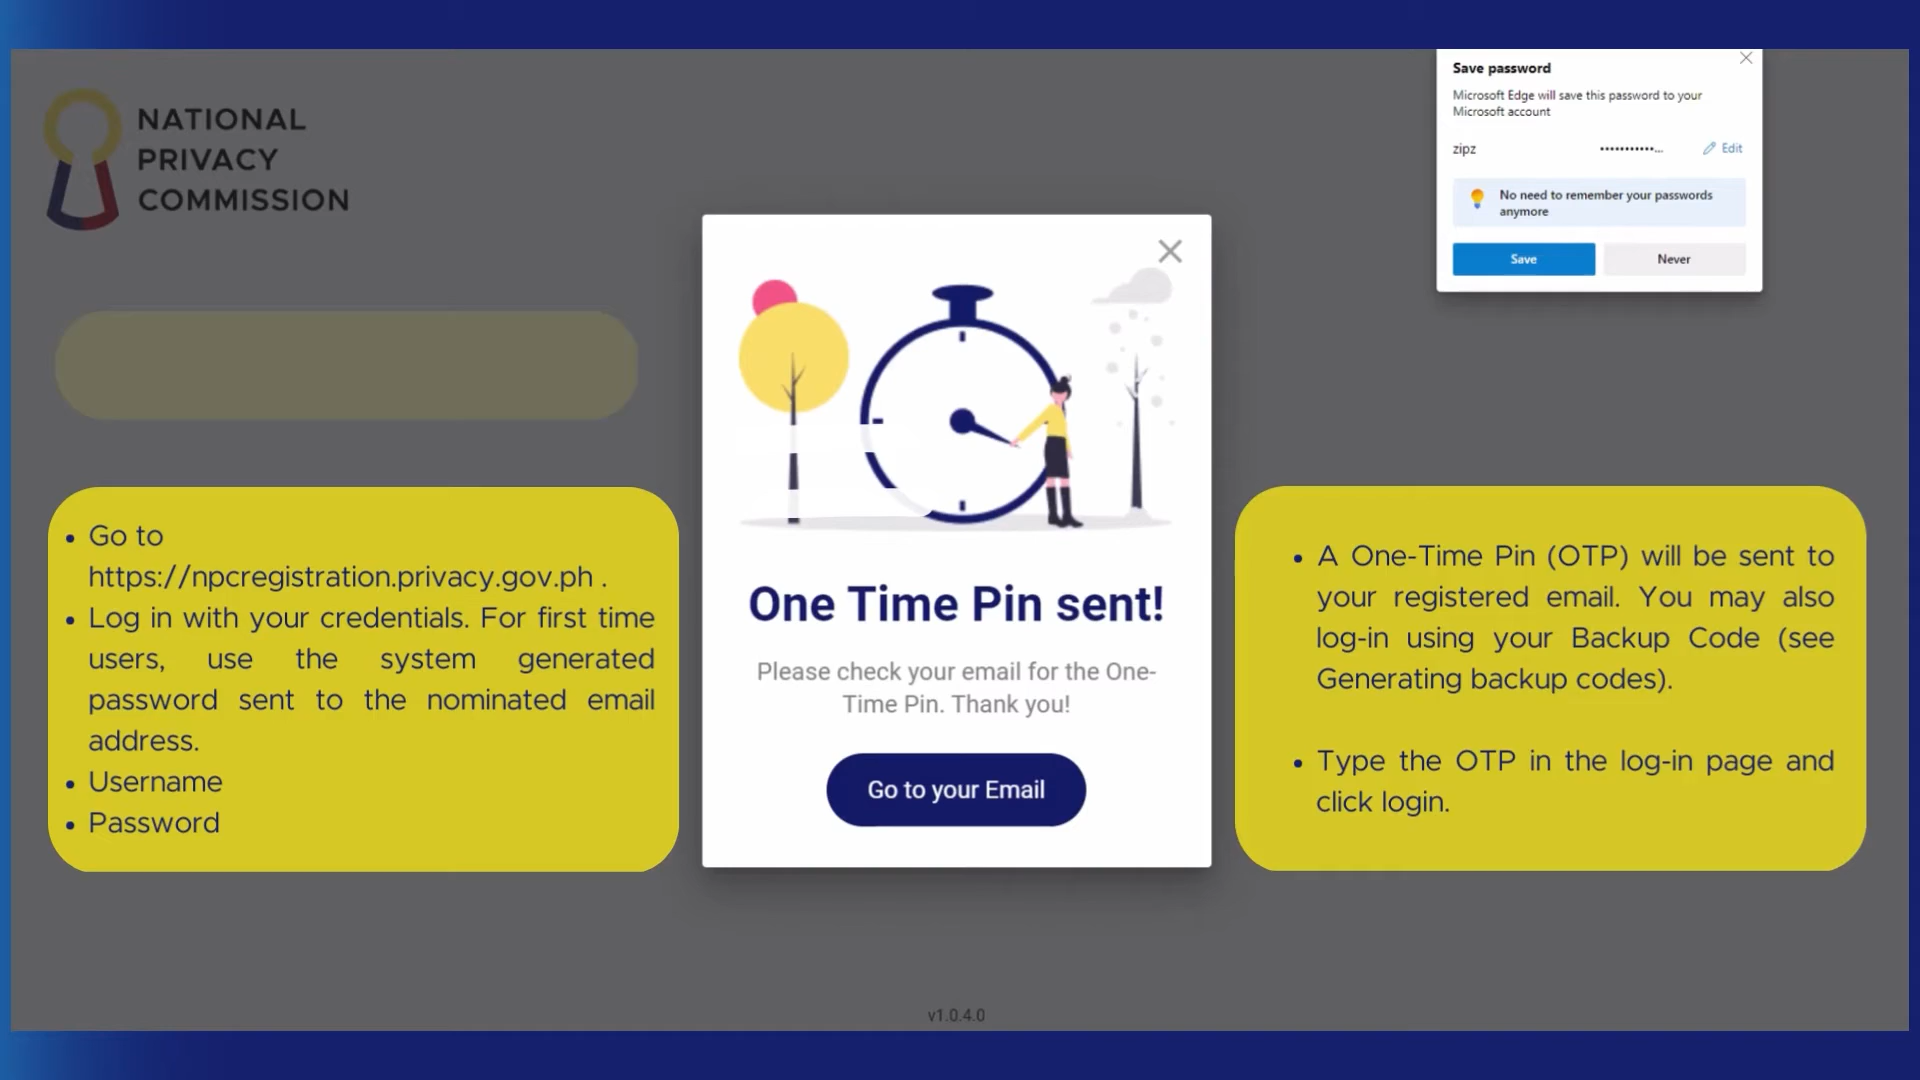 NATIONAL
PRIVACY
COMMISSION
Save password
Microsoft Edge will save this password to your
Microsoft account
zipz
•••••••••••...
Edit
No need to remember your passwords
anymore
Save
Never
• Go to
https://npcregistration.privacy.gov.ph .
• Log in with your credentials. For first time
users, use the system generated
password sent to the nominated email
address.
• Username
• Password
One Time Pin sent!
Please check your email for the One-
Time Pin. Thank you!
Go to your Email
• A One-Time Pin (OTP) will be sent to
your registered email. You may also
log-in using your Backup Code (see
Generating backup codes).
• Type the OTP in the log-in page and
click login.
v1.0.4.0